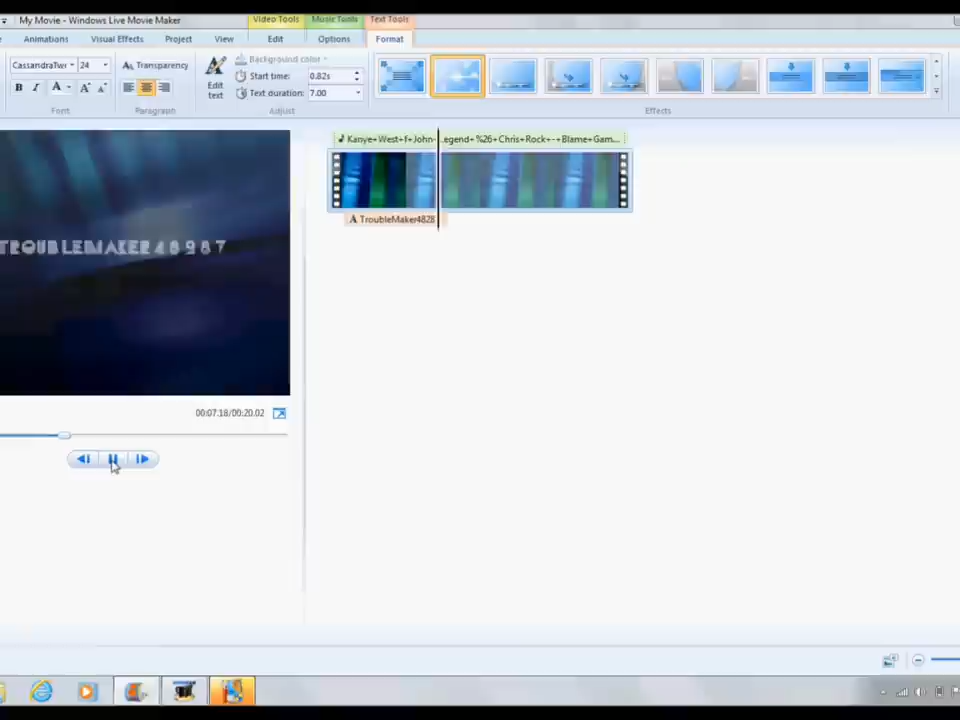 My Movie - Windows Live Movie Maker
Video Tools
Music Tools
Text Tools
Animations
Visual Effects
Project
View
Edit
Options
Format
CassandraTwr
24
Transparency
Edit
text
Background color
Start time:
0.82s
Text duration:
7.00
Font
Paragraph
Adjust
Effects
Kanye+West+f+John+
egend+%26+Chris+Rock+-+Blame+Gam...
TroubleMaker4828
TROUBLEMAKER48987
00:07.18/00:20.02